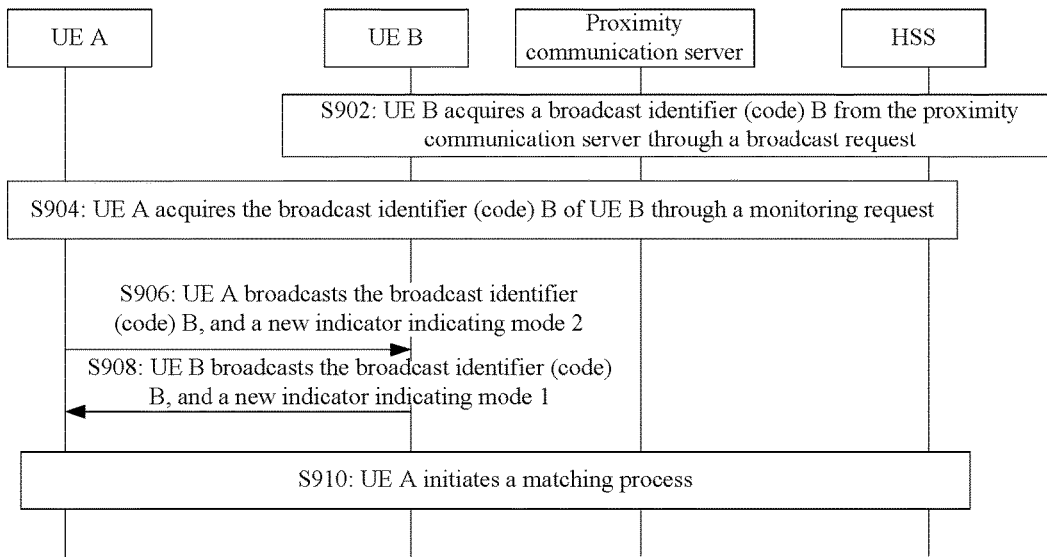 UE A
UE B
Proximity
communication server
HSS
S902: UE B acquires a broadcast identifier (code) B from the proximity
communication server through a broadcast request
S904: UE A acquires the broadcast identifier (code) B of UE B through a monitoring request
S906: UE A broadcasts the broadcast identifier
(code) B, and a new indicator indicating mode 2
S908: UE B broadcasts the broadcast identifier (code)
B, and a new indicator indicating mode 1
S910: UE A initiates a matching process